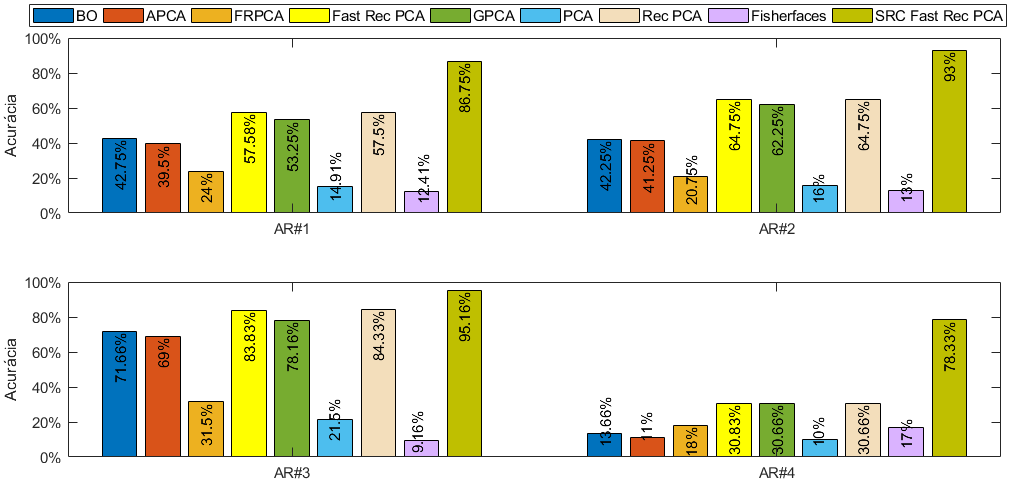 BO APCA FRPCA Fast Rec PCA GPCA PCA Rec PCA Fisherfaces SRC Fast Rec PCA
Acurácia
100%
80%
60%
40%
20%
0%
42.75% 39.5% 24% 57.58% 53.25% 14.91% 57.5% 12.41% 86.75%
42.25% 41.25% 20.75% 64.75% 62.25% 16% 64.75% 13% 93%
AR#1 AR#2
Acurácia
100%
80%
60%
40%
20%
0%
71.66% 69% 31.5% 83.83% 78.16% 21.5% 84.33% 9.16% 95.16%
13.66% 11% 18% 30.83% 30.66% 10% 30.66% 17% 78.33%
AR#3 AR#4